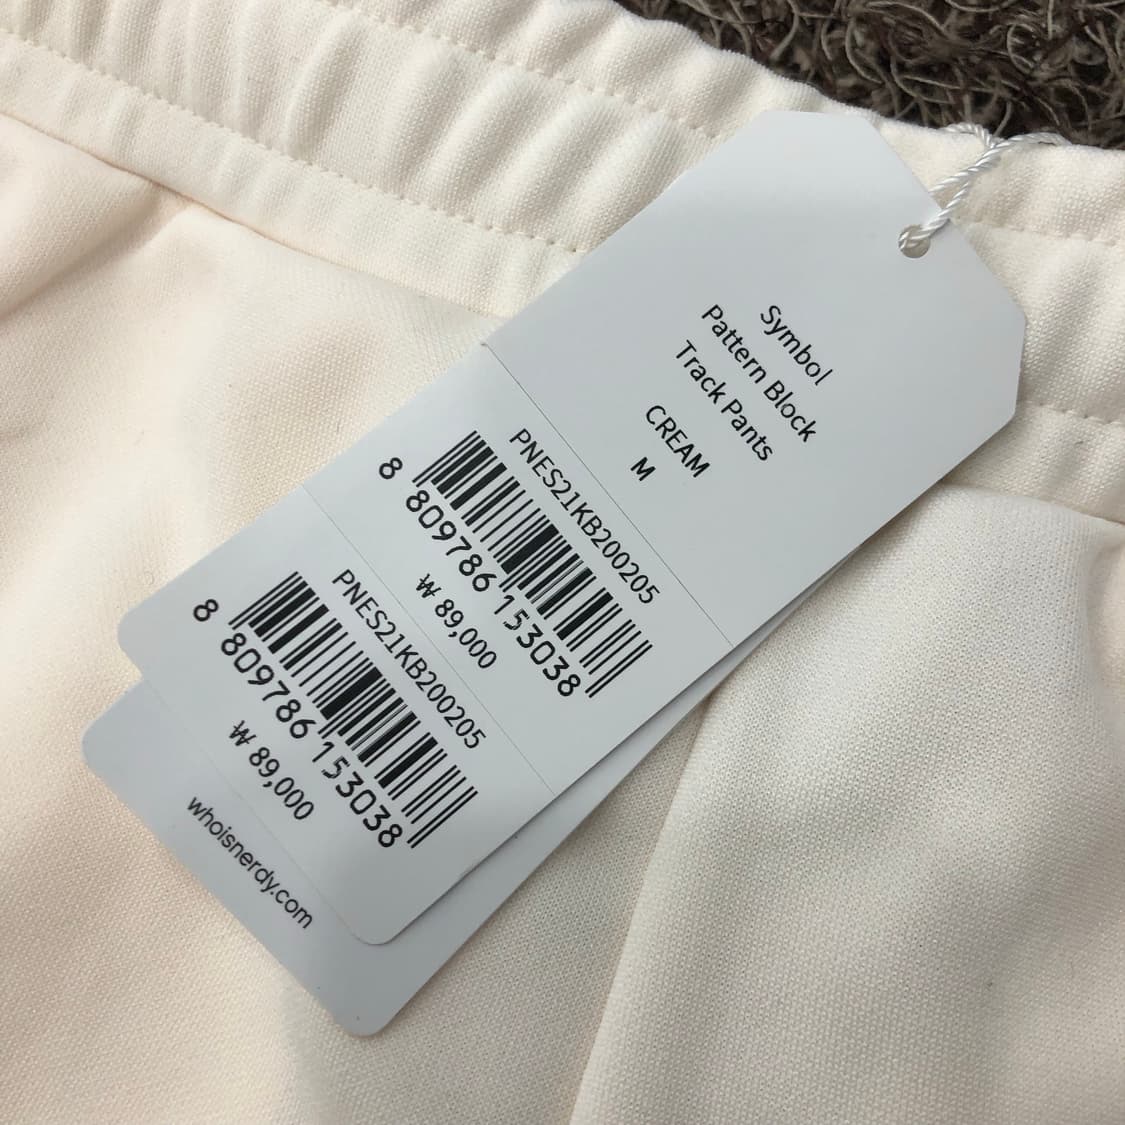 Symbol
Pattern Block
Track Pants
CREAM
M
PNES21KB200205
8 809786 153038
₩ 89,000
PNES21KB200205
8 809786 153038
₩ 89,000
whoisnerdy.com